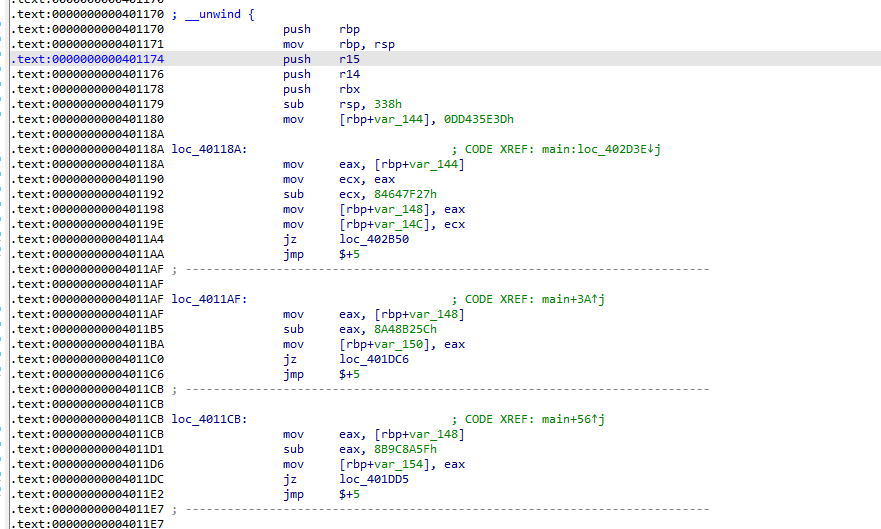 .text:0000000000401170 ; __unwind {
.text:0000000000401170 push rbp
.text:0000000000401171 mov rbp, rsp
.text:0000000000401174 push r15
.text:0000000000401176 push r14
.text:0000000000401178 push rbx
.text:0000000000401179 sub rsp, 338h
.text:0000000000401180 mov [rbp+var_144], 0DD435E3Dh
.text:000000000040118A
.text:000000000040118A loc_40118A: ; CODE XREF: main:loc_402D3E↓j
.text:000000000040118A mov eax, [rbp+var_144]
.text:0000000000401190 mov ecx, eax
.text:0000000000401192 sub ecx, 84647F27h
.text:0000000000401198 mov [rbp+var_148], eax
.text:000000000040119E mov [rbp+var_14C], ecx
.text:00000000004011A4 jz loc_402B50
.text:00000000004011AA jmp $+5
.text:00000000004011AF ; ---------------------------------------------------------------------------
.text:00000000004011AF
.text:00000000004011AF loc_4011AF: ; CODE XREF: main+3A↑j
.text:00000000004011AF mov eax, [rbp+var_148]
.text:00000000004011B5 sub eax, 8A48B25Ch
.text:00000000004011BA mov [rbp+var_150], eax
.text:00000000004011C0 jz loc_401DC6
.text:00000000004011C6 jmp $+5
.text:00000000004011CB ; ---------------------------------------------------------------------------
.text:00000000004011CB
.text:00000000004011CB loc_4011CB: ; CODE XREF: main+56↑j
.text:00000000004011CB mov eax, [rbp+var_148]
.text:00000000004011D1 sub eax, 8B9C8A5Fh
.text:00000000004011D6 mov [rbp+var_154], eax
.text:00000000004011DC jz loc_401DD5
.text:00000000004011E2 jmp $+5
.text:00000000004011E7 ; ---------------------------------------------------------------------------
.text:00000000004011E7